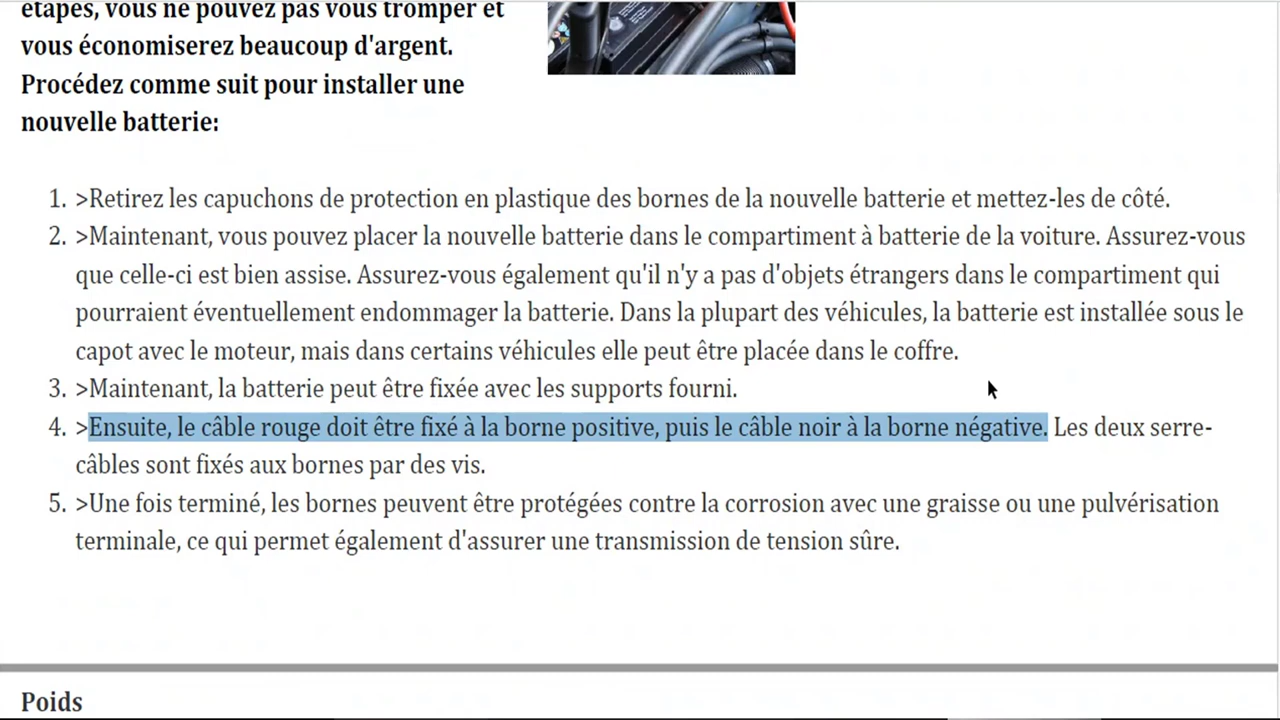 étapes, vous ne pouvez pas vous tromper et
vous économiserez beaucoup d'argent.
Procédez comme suit pour installer une
nouvelle batterie:
1. >Retirez les capuchons de protection en plastique des bornes de la nouvelle batterie et mettez-les de côté.
2. >Maintenant, vous pouvez placer la nouvelle batterie dans le compartiment à batterie de la voiture. Assurez-vous
que celle-ci est bien assise. Assurez-vous également qu'il n'y a pas d'objets étrangers dans le compartiment qui
pourraient éventuellement endommager la batterie. Dans la plupart des véhicules, la batterie est installée sous le
capot avec le moteur, mais dans certains véhicules elle peut être placée dans le coffre.
3. >Maintenant, la batterie peut être fixée avec les supports fourni.
4. >Ensuite, le câble rouge doit être fixé à la borne positive, puis le câble noir à la borne négative. Les deux serre-
câbles sont fixés aux bornes par des vis.
5. >Une fois terminé, les bornes peuvent être protégées contre la corrosion avec une graisse ou une pulvérisation
terminale, ce qui permet également d'assurer une transmission de tension sûre.
Poids